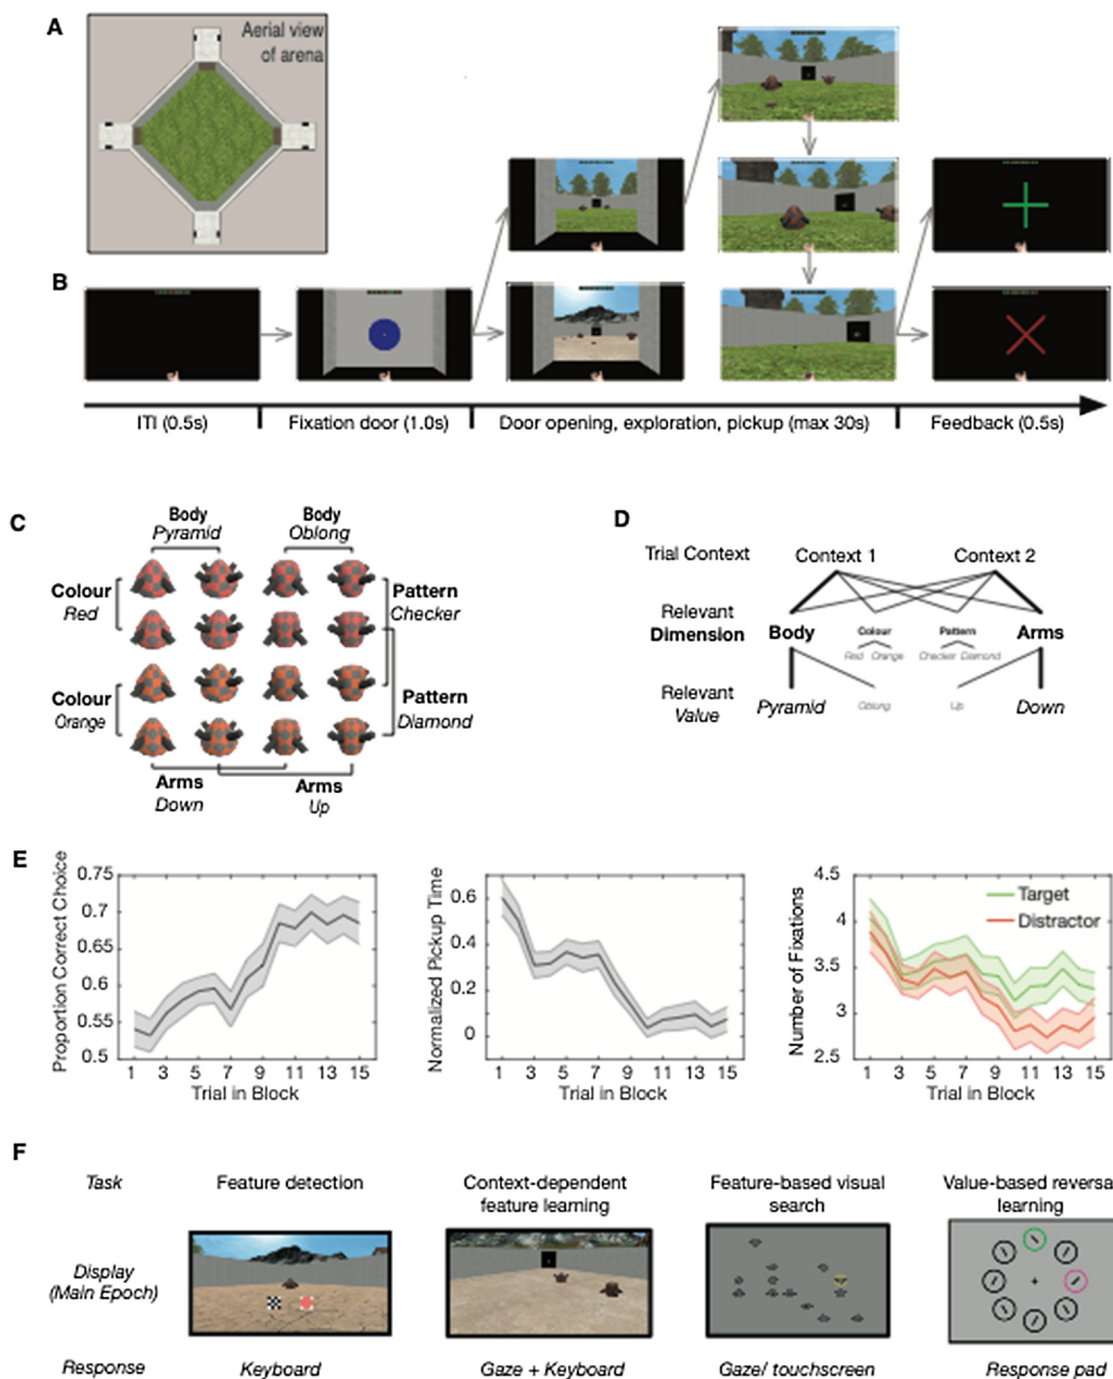 A
Aerial view
of arena
B
ITI (0.5s)
Fixation door (1.0s)
Door opening, exploration, pickup (max 30s)
Feedback (0.5s)
C
Body
Pyramid
Body
Oblong
Colour
Red
Pattern
Checker
Colour
Orange
Pattern
Diamond
Arms
Down
Arms
Up
D
Trial Context
Context 1
Context 2
Relevant
Dimension
Body
Colour
Pattern
Arms
Red Orange
Checker Diamond
Relevant
Value
Pyramid
Oblong
Up
Down
E
Proportion Correct Choice
0.75
0.7
0.65
0.6
0.55
0.5
1 3 5 7 9 11 13 15
Trial in Block
Normalized Pickup Time
0.6
0.4
0.2
0
1 3 5 7 9 11 13 15
Trial in Block
Number of Fixations
4.5
4
3.5
3
2.5
Target
Distractor
1 3 5 7 9 11 13 15
Trial in Block
F
Task
Feature detection
Context-dependent
feature learning
Feature-based visual
search
Value-based reversa
learning
Display
(Main Epoch)
Response
Keyboard
Gaze + Keyboard
Gaze/ touchscreen
Response pad